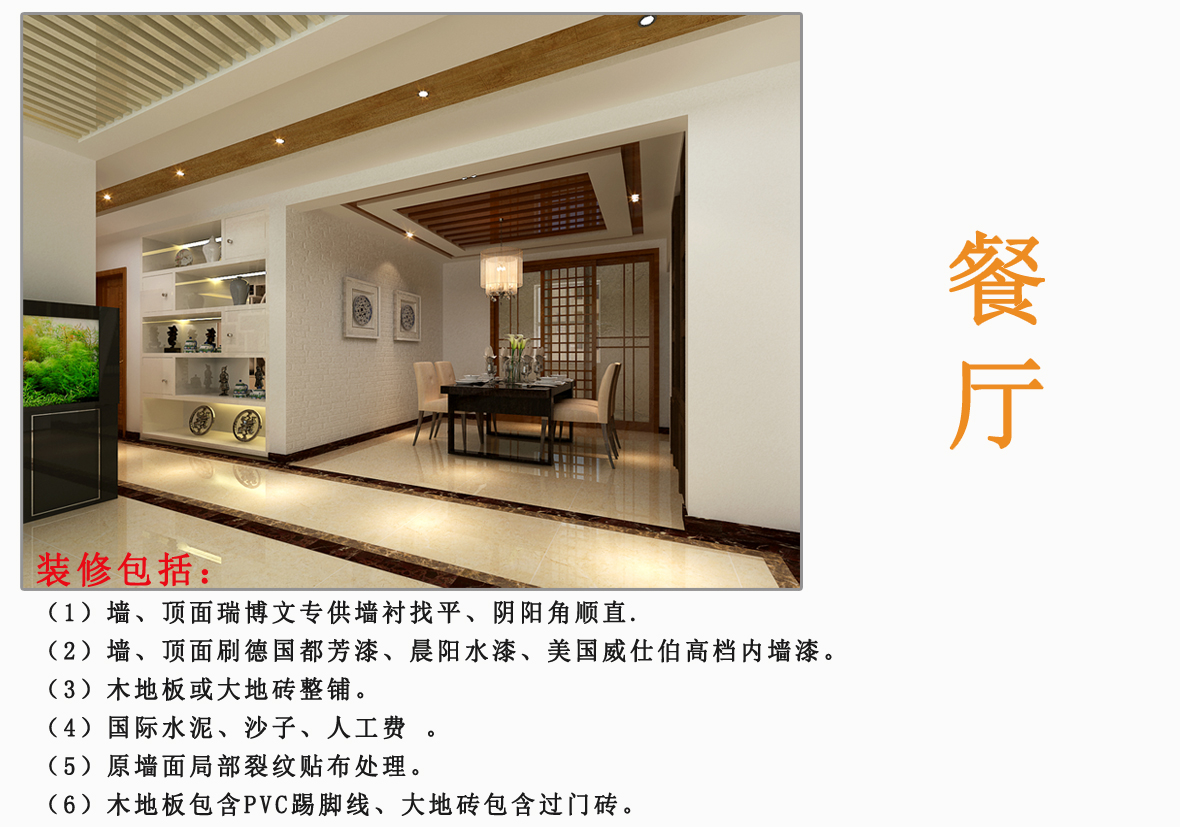 餐厅
装修包括：
（1）墙、顶面瑞博文专供墙衬找平、阴阳角顺直.
（2）墙、顶面刷德国都芳漆、晨阳水漆、美国威仕伯高档内墙漆。
（3）木地板或大地砖整铺。
（4）国际水泥、沙子、人工费 。
（5）原墙面局部裂纹贴布处理。
（6）木地板包含PVC踢脚线、大地砖包含过门砖。